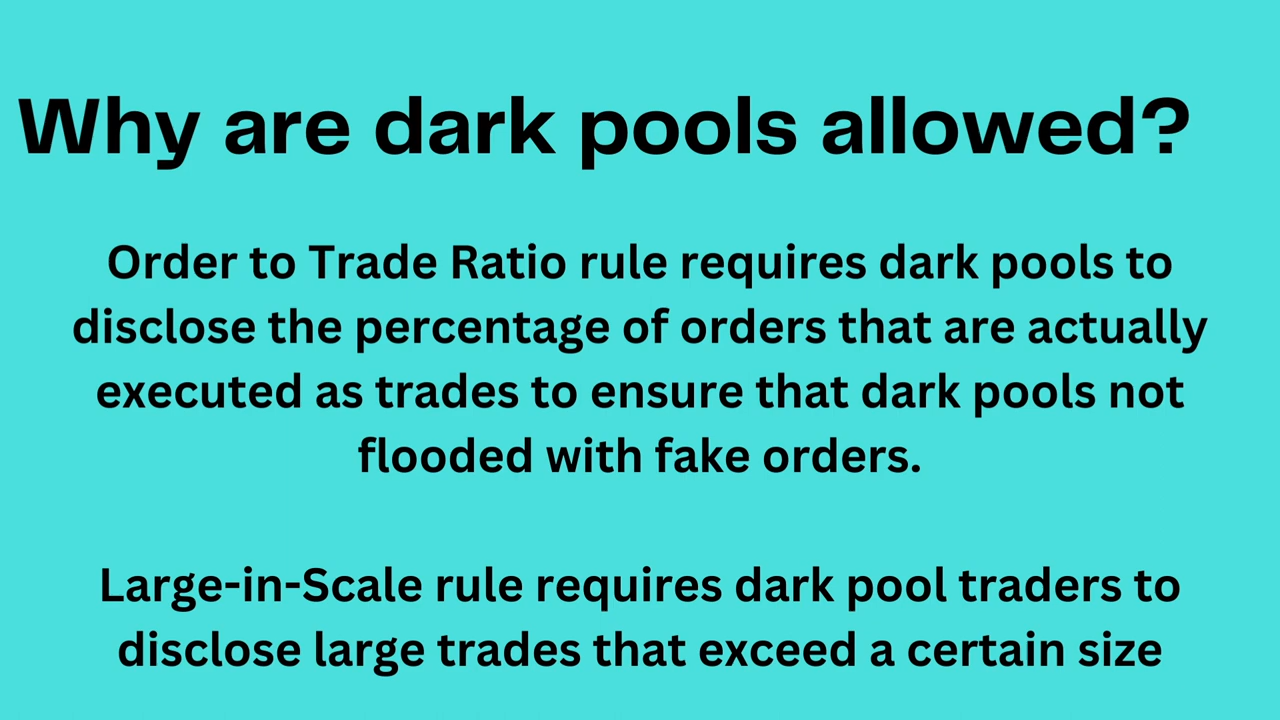 Why are dark pools allowed?
Order to Trade Ratio rule requires dark pools to
disclose the percentage of orders that are actually
executed as trades to ensure that dark pools not
flooded with fake orders.
Large-in-Scale rule requires dark pool traders to
disclose large trades that exceed a certain size